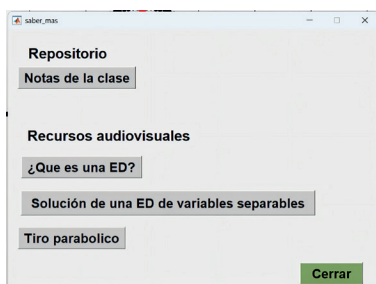 saber_mas
Repositorio
Notas de la clase
Recursos audiovisuales
¿Que es una ED?
Solución de una ED de variables separables
Tiro parabolico
Cerrar